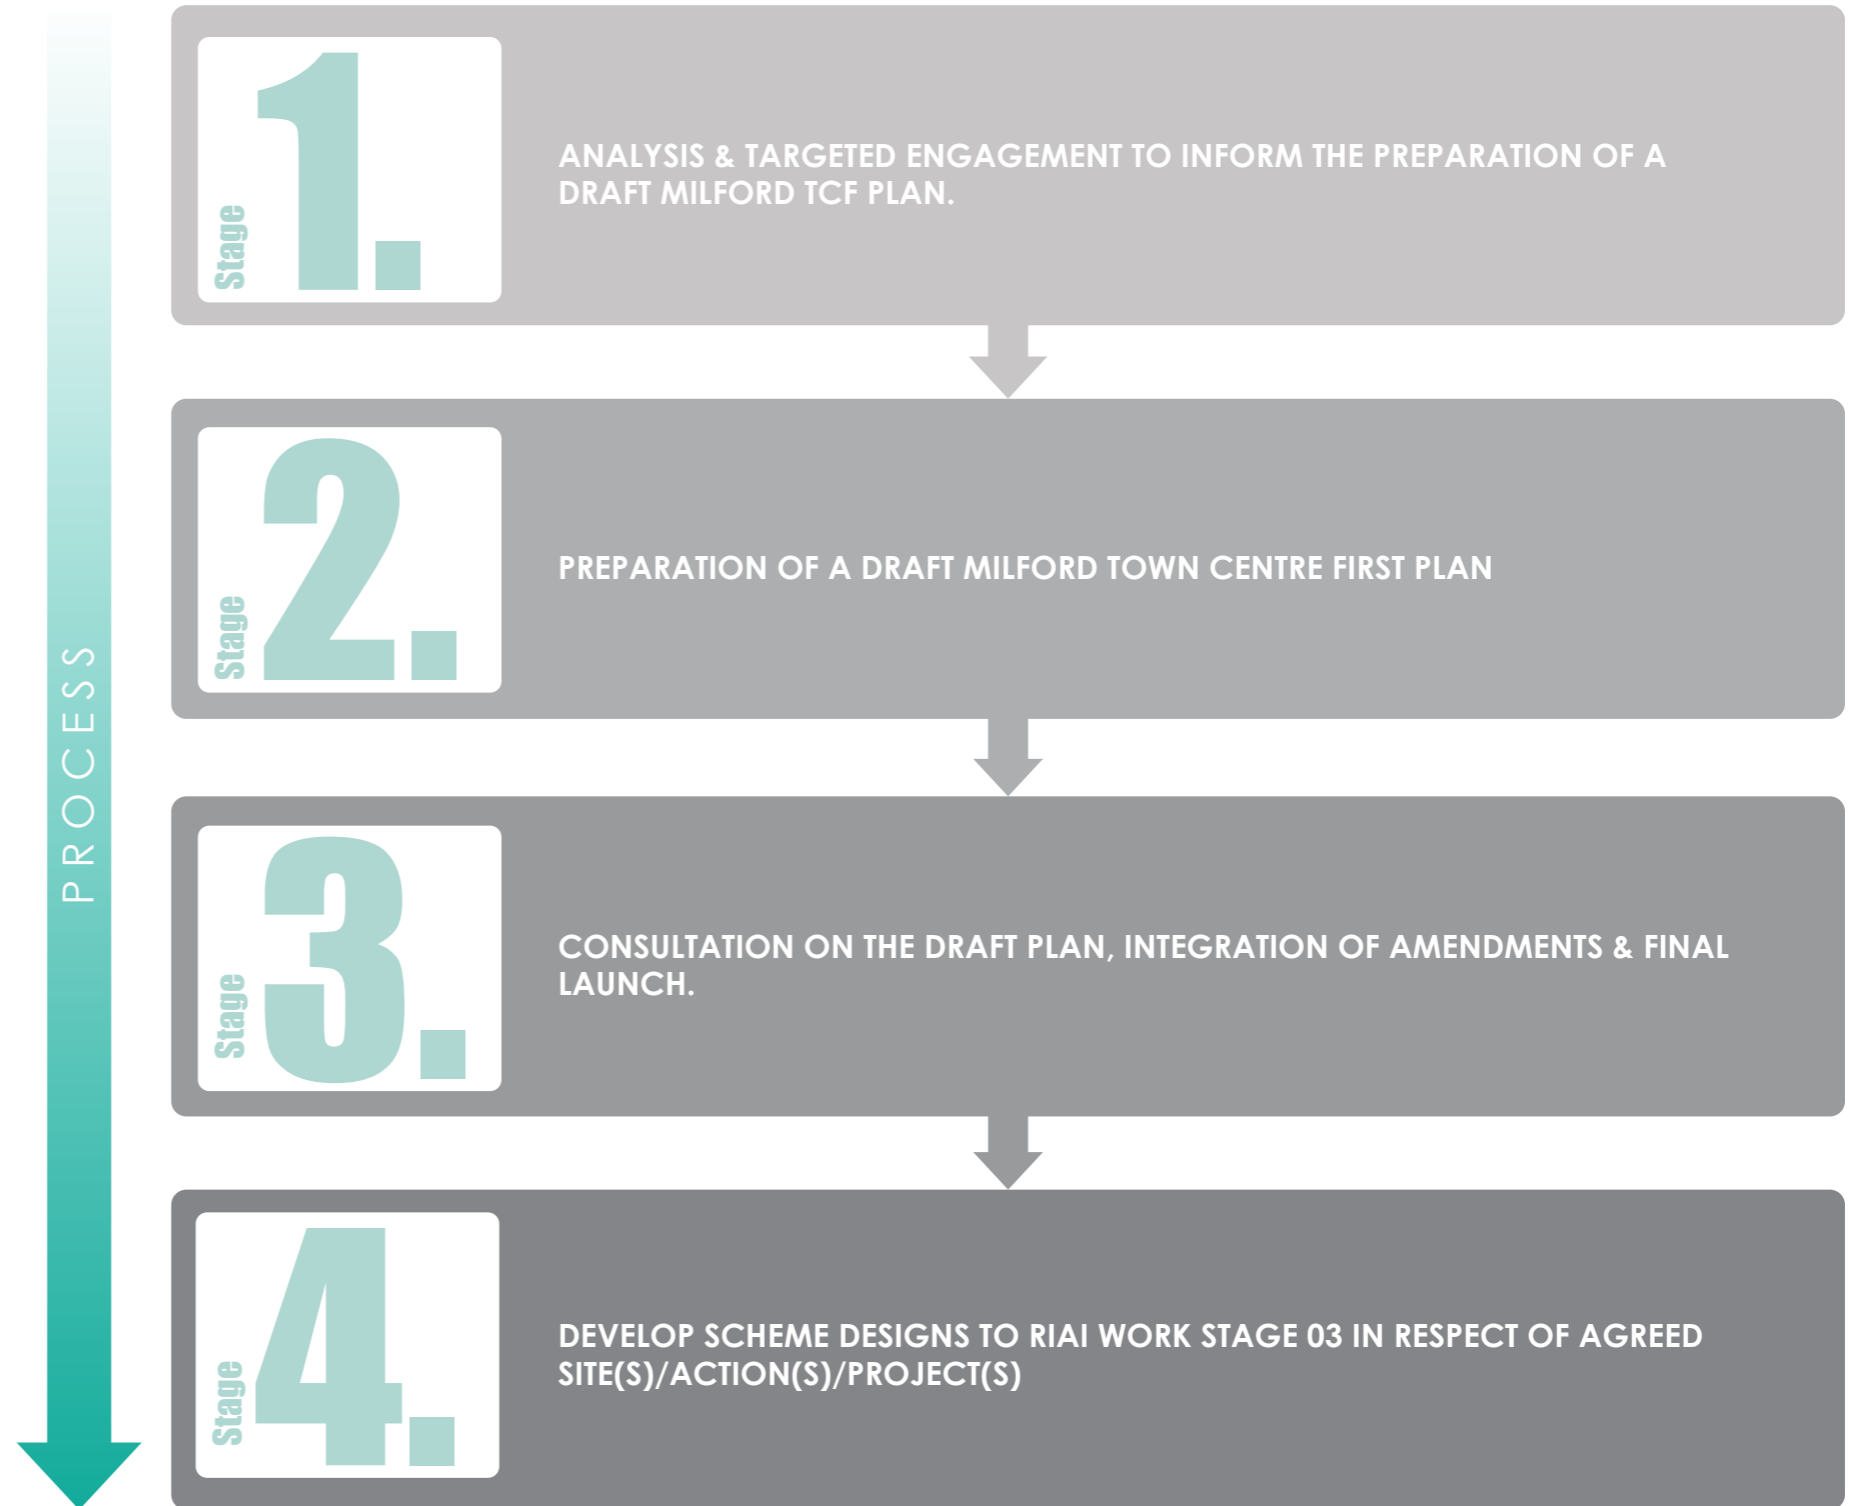 PROCESS
Stage 1.
ANALYSIS & TARGETED ENGAGEMENT TO INFORM THE PREPARATION OF A
DRAFT MILFORD TCF PLAN.
Stage 2.
PREPARATION OF A DRAFT MILFORD TOWN CENTRE FIRST PLAN
Stage 3.
CONSULTATION ON THE DRAFT PLAN, INTEGRATION OF AMENDMENTS & FINAL
LAUNCH.
Stage 4.
DEVELOP SCHEME DESIGNS TO RIAI WORK STAGE 03 IN RESPECT OF AGREED
SITE(S)/ACTION(S)/PROJECT(S)